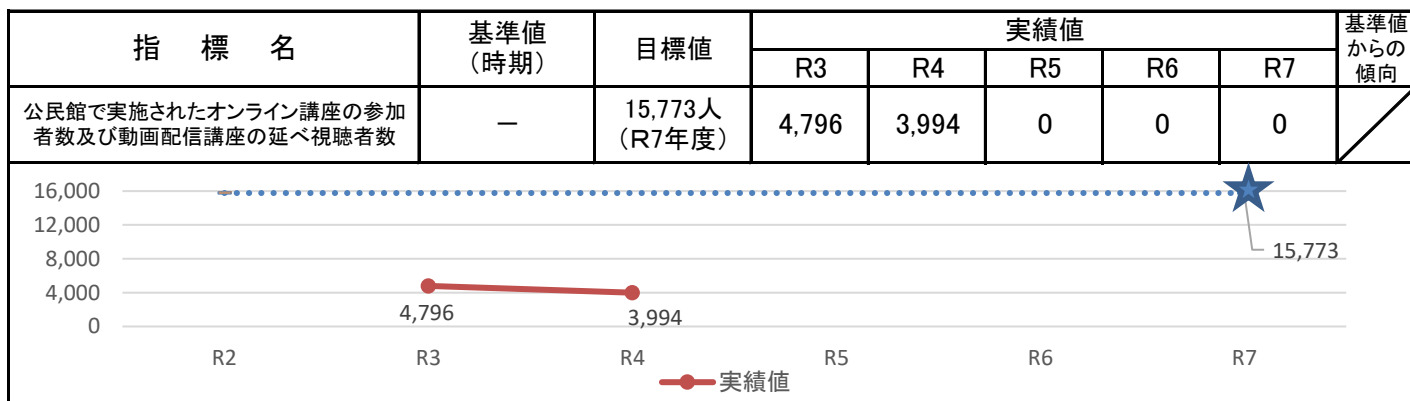 指 標 名
基準値
(時期)
目標値
実績値
基準値
からの
傾向
R3 R4 R5 R6 R7
公民館で実施されたオンライン講座の参加
者数及び動画配信講座の延べ視聴者数
－
15,773人
(R7年度)
4,796 3,994 0 0 0
16,000
12,000
8,000
4,000
0
15,773
4,796
3,994
R2 R3 R4 R5 R6 R7
実績値